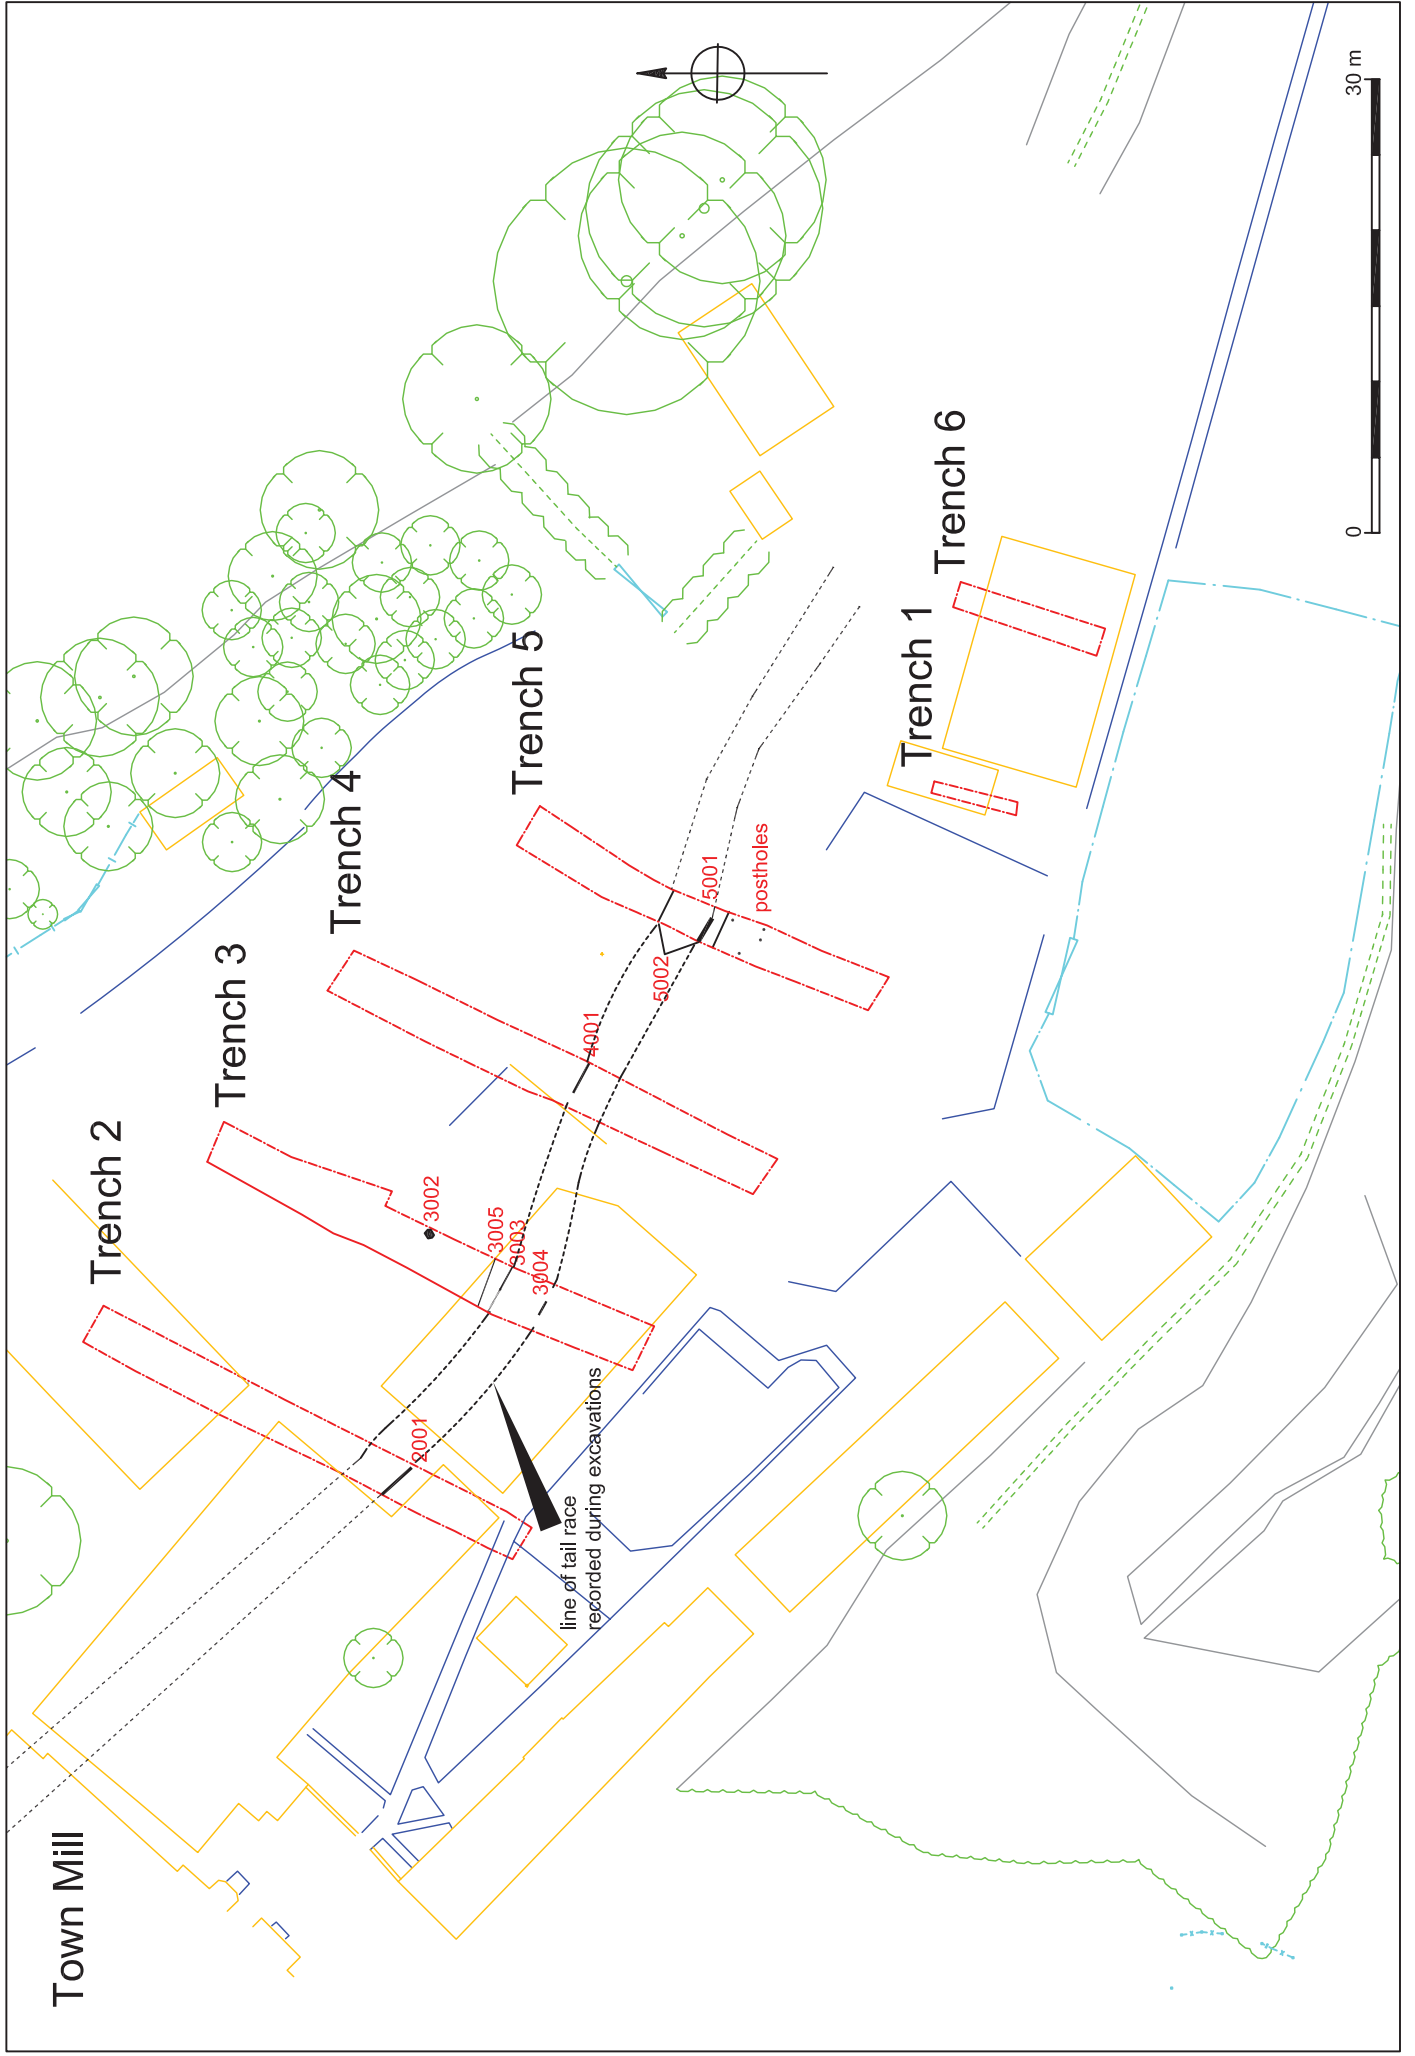 Town Mill
Trench 2
Trench 3
Trench 4
Trench 5
Trench 1
Trench 6
2001
3002
3005
3003
3004
4001
5002
5001
postholes
line of tail race
recorded during excavations
0
30 m